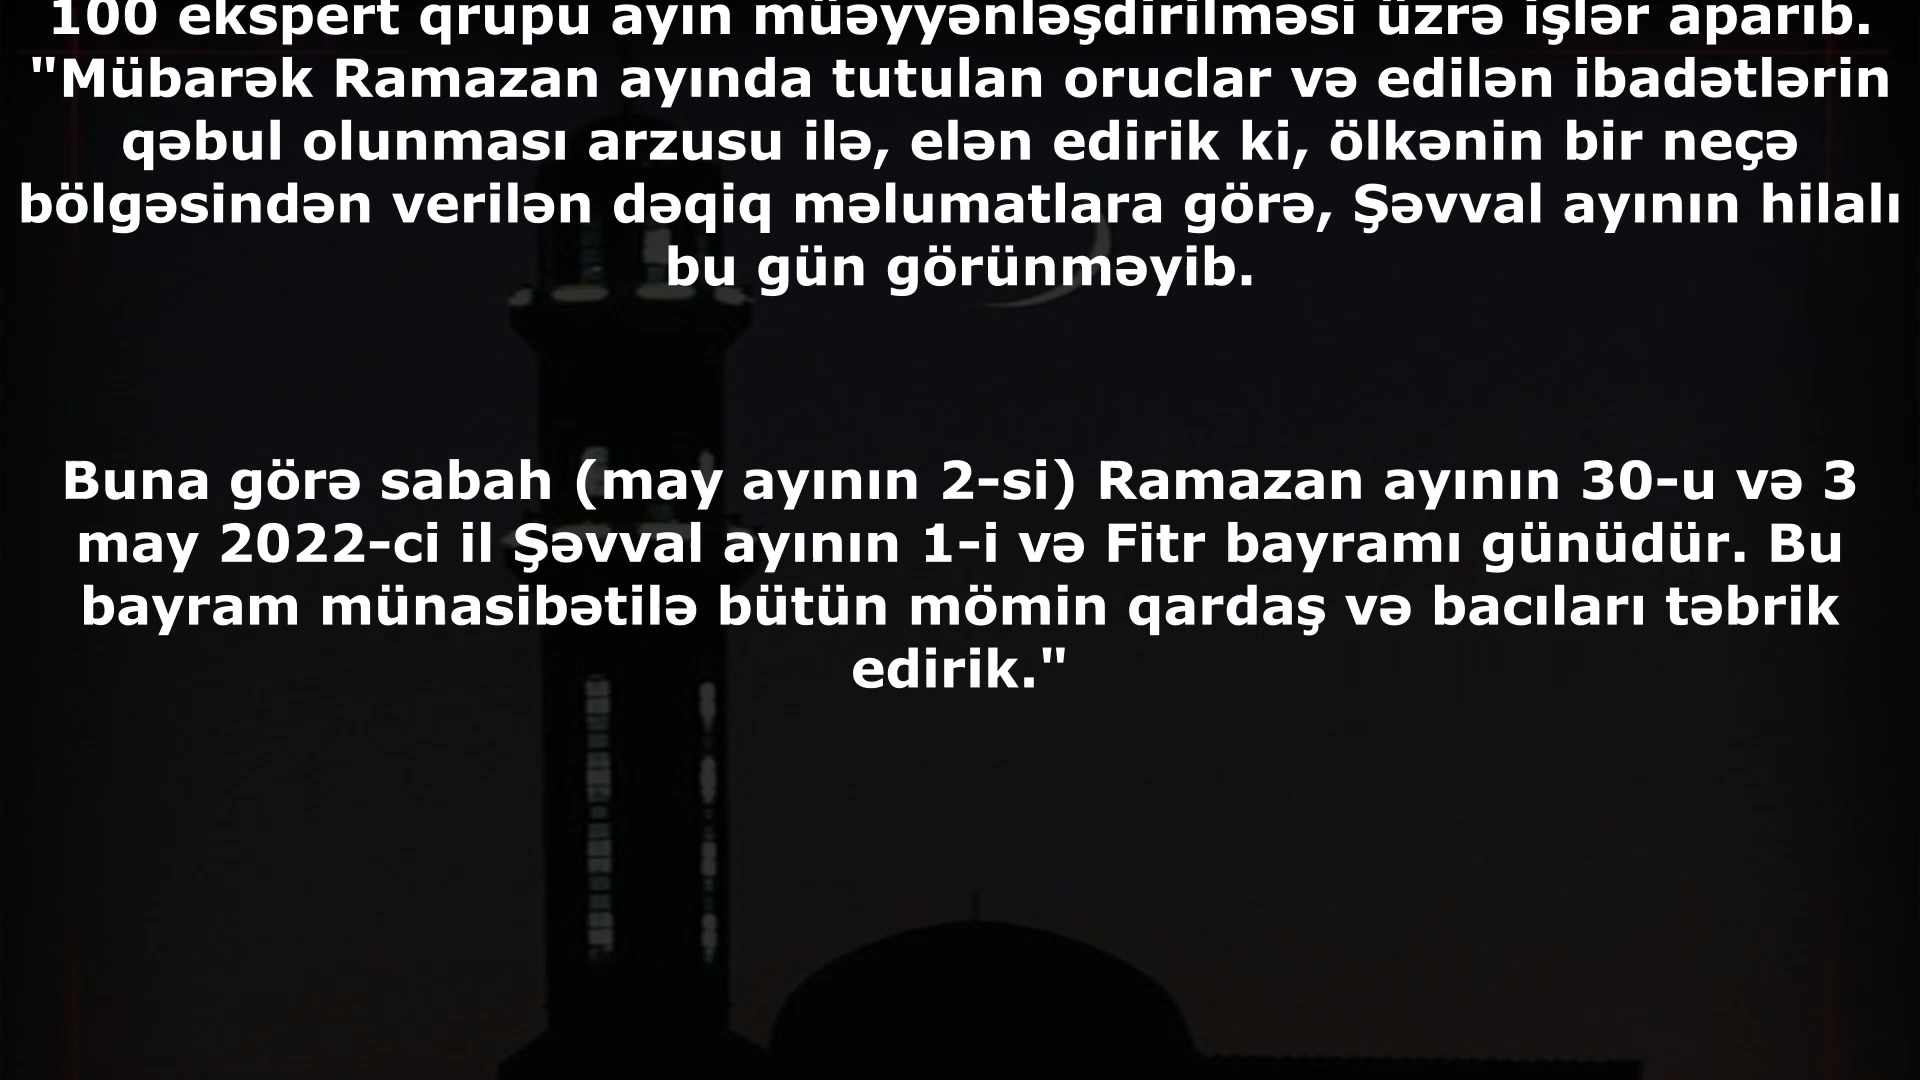 100 ekspert qrupu ayın müəyyənləşdirilməsi üzrə işlər aparıb.
"Mübarək Ramazan ayında tutulan oruclar və edilən ibadətlərin
qəbul olunması arzusu ilə, elən edirik ki, ölkənin bir neçə
bölgəsindən verilən dəqiq məlumatlara görə, Şəvval ayının hilalı
bu gün görünməyib.
Buna görə sabah (may ayının 2-si) Ramazan ayının 30-u və 3
may 2022-ci il Şəvval ayının 1-i və Fitr bayramı günüdür. Bu
bayram münasibətilə bütün mömin qardaş və bacıları təbrik
edirik."